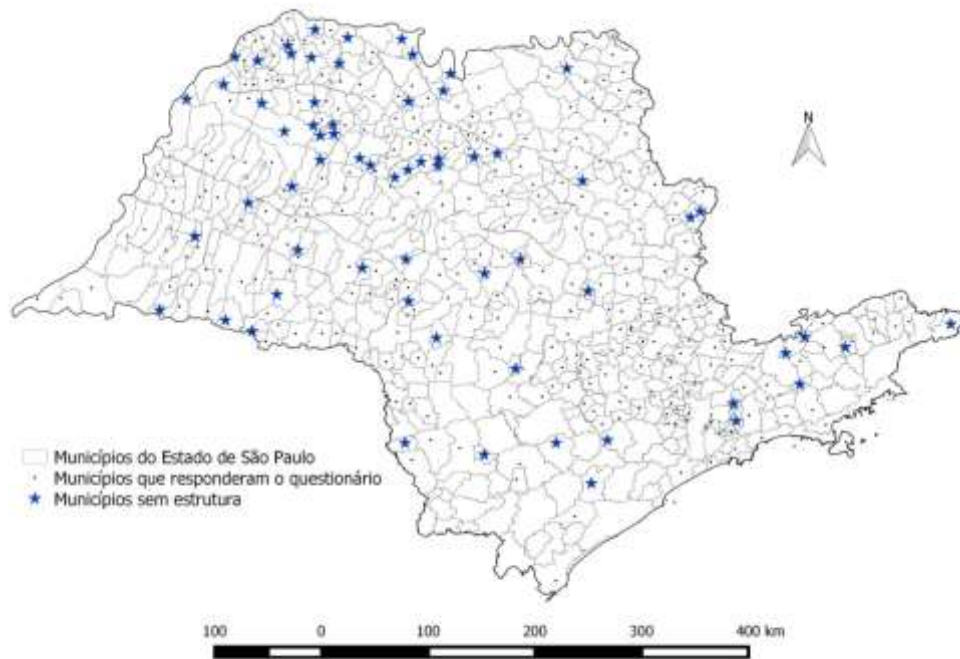 N
Municípios do Estado de São Paulo
Municípios que responderam o questionário
Municípios sem estrutura
100 0 100 200 300 400 km